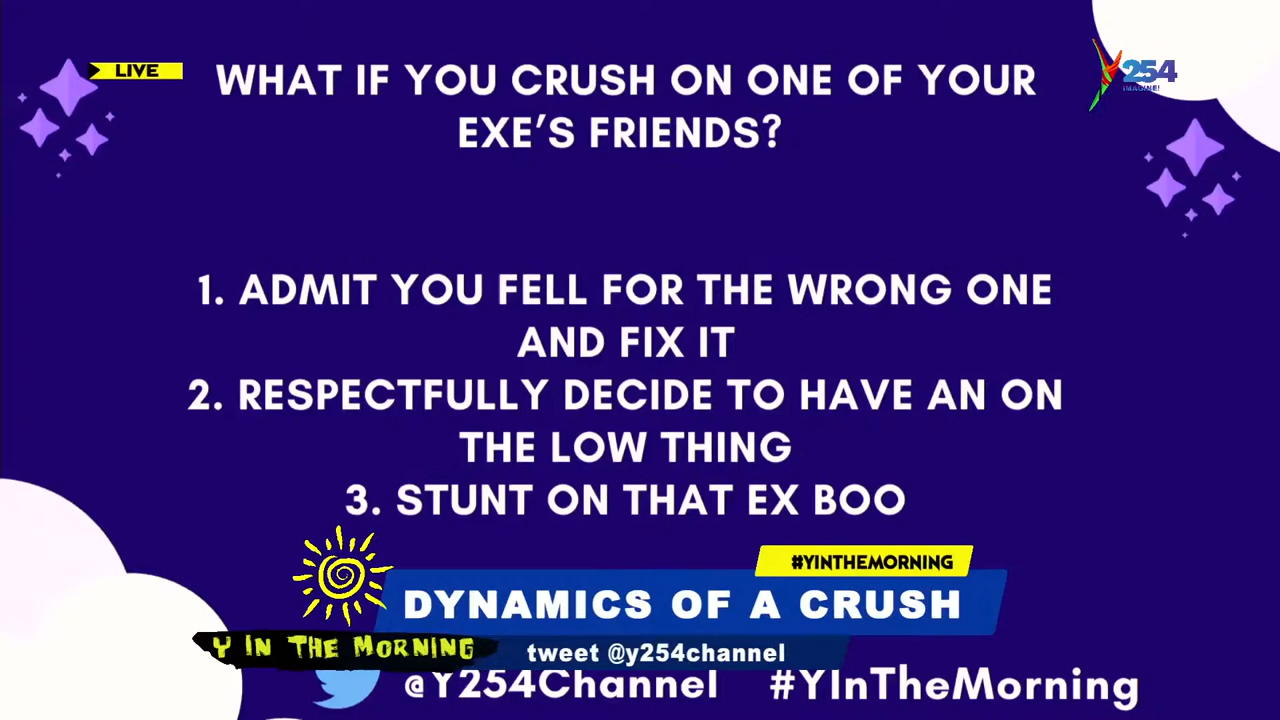 LIVE
Y254
IMAGINE!
WHAT IF YOU CRUSH ON ONE OF YOUR
EXE'S FRIENDS?
1. ADMIT YOU FELL FOR THE WRONG ONE
AND FIX IT
2. RESPECTFULLY DECIDE TO HAVE AN ON
THE LOW THING
3. STUNT ON THAT EX BOO
#YINTHEMORNING
DYNAMICS OF A CRUSH
Y IN THE MORNING
tweet @y254channel
@Y254Channel #YInTheMorning